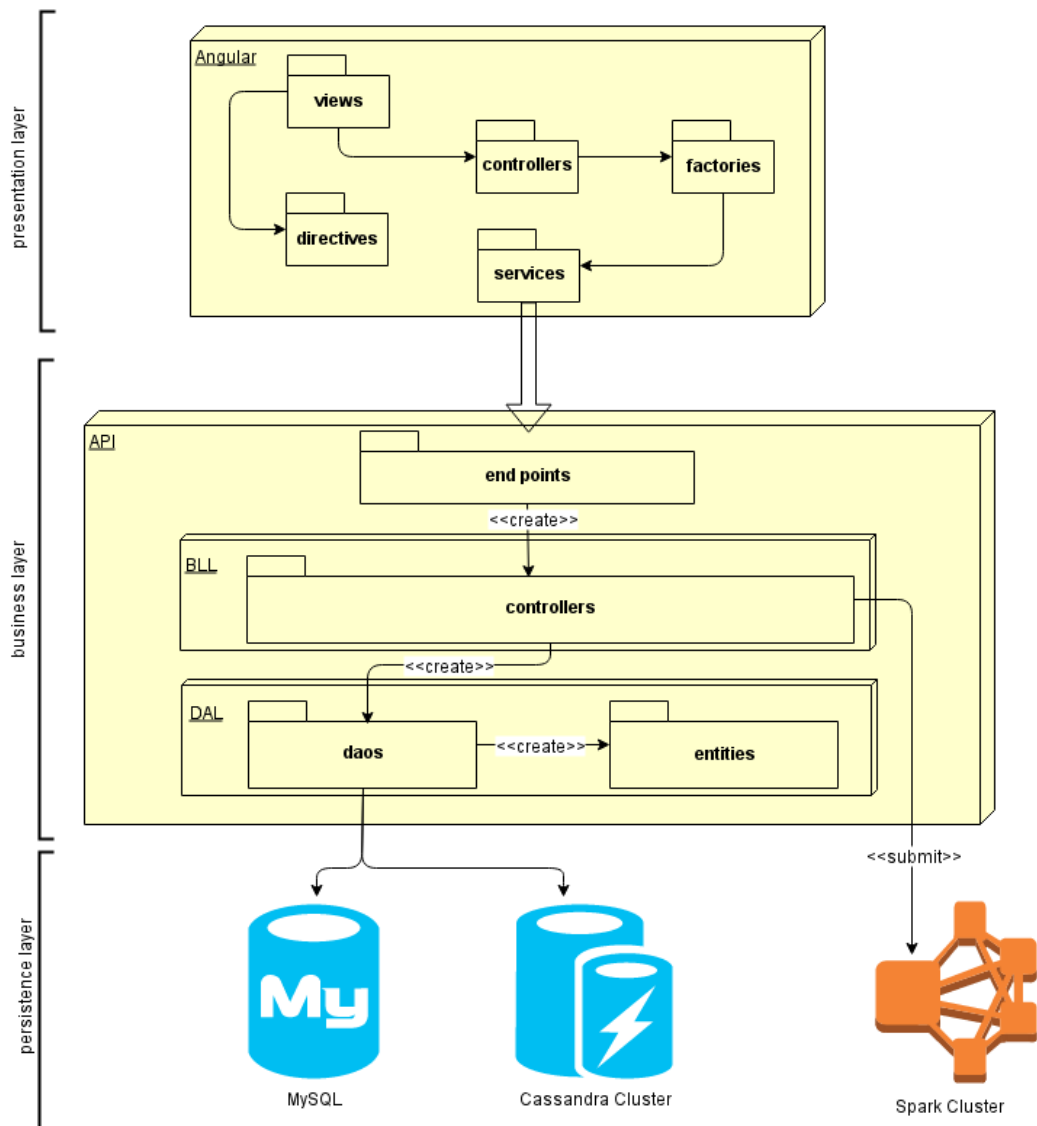 presentation layer
Angular
views
controllers
factories
directives
services
business layer
API
end points
<<create>>
BLL
controllers
<<create>>
DAL
daos
<<create>>
entities
<<submit>>
persistence layer
My
MySQL
Cassandra Cluster
Spark Cluster